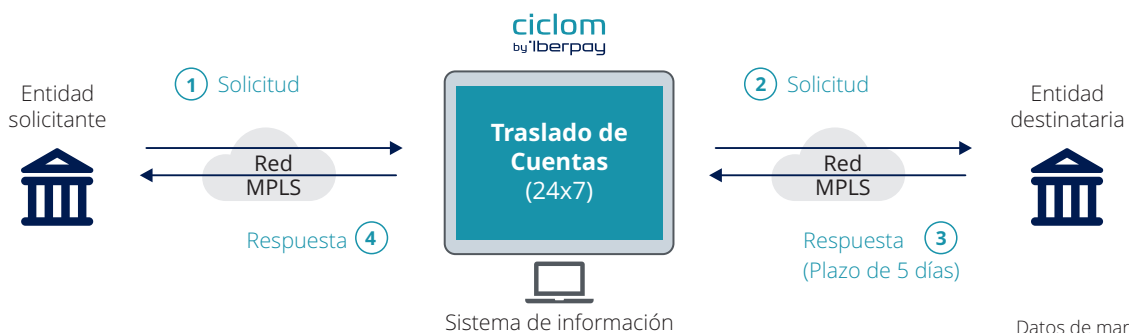 ciclom
by iberpay
1 Solicitud
2 Solicitud
Entidad
solicitante
Entidad
destinataria
Traslado de
Cuentas
(24x7)
Red
MPLS
Red
MPLS
Respuesta 4
Respuesta 3
(Plazo de 5 días)
Sistema de información
Datos de mar